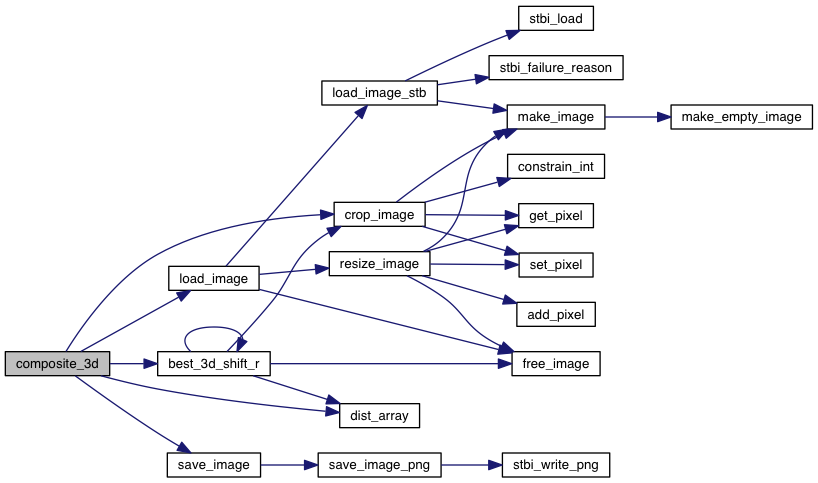 stbi_load
stbi_failure_reason
load_image_stb
make_image
make_empty_image
constrain_int
crop_image
get_pixel
resize_image
set_pixel
load_image
add_pixel
composite_3d
best_3d_shift_r
free_image
dist_array
save_image
save_image_png
stbi_write_png